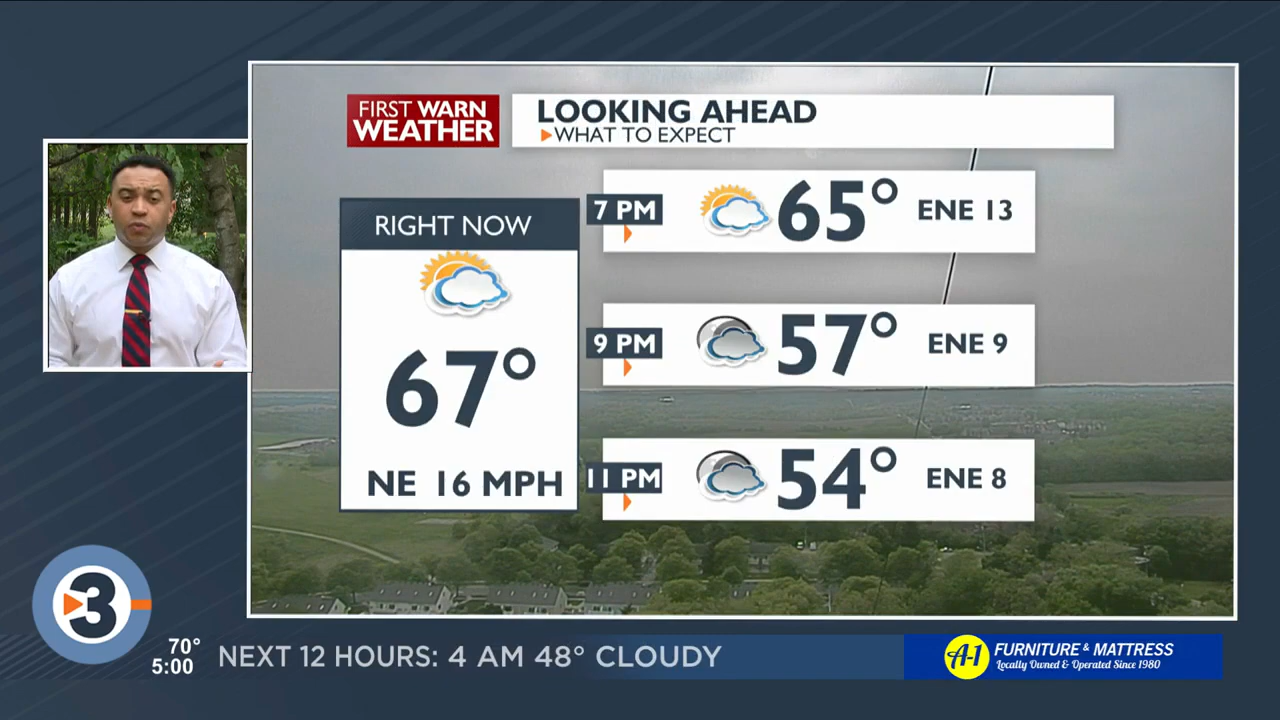 FIRST WARN
WEATHER
LOOKING AHEAD
WHAT TO EXPECT
RIGHT NOW
67°
NE 16 MPH
7 PM 65° ENE 13
9 PM 57° ENE 9
11 PM 54° ENE 8
3
70°
5:00
NEXT 12 HOURS: 4 AM 48° CLOUDY
A-1
FURNITURE & MATTRESS
Locally Owned & Operated Since 1980